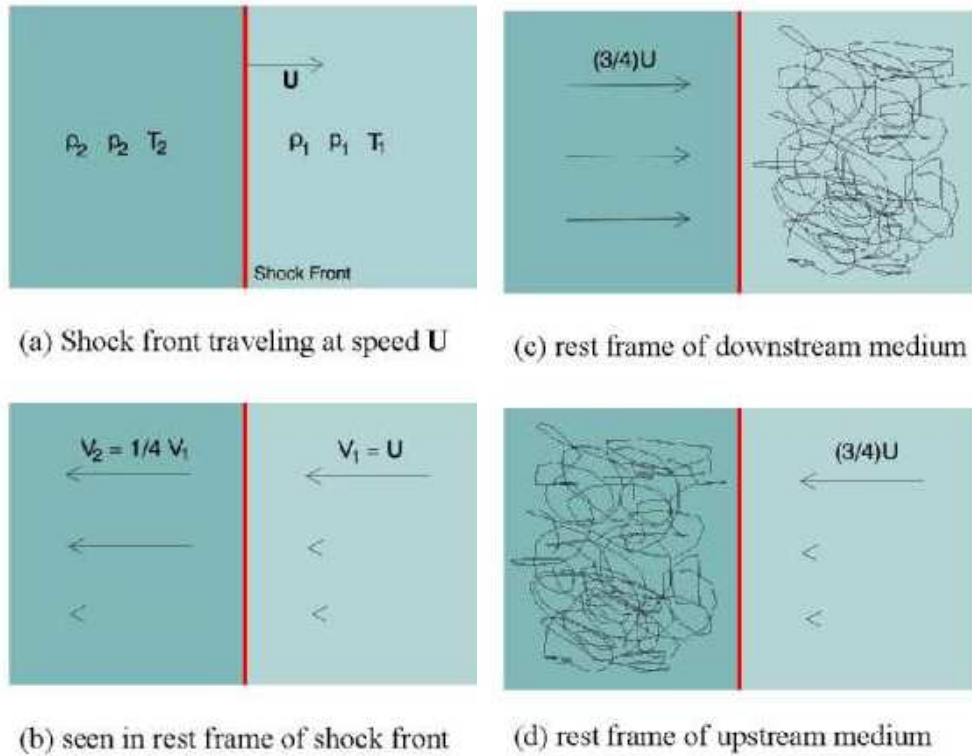 U
ρ₂ p₂ T₂
ρ₁ p₁ T₁
Shock Front
(a) Shock front traveling at speed U
(3/4)U
(c) rest frame of downstream medium
V₂ = 1/4 V₁
V₁ = U
(b) seen in rest frame of shock front
(3/4)U
(d) rest frame of upstream medium